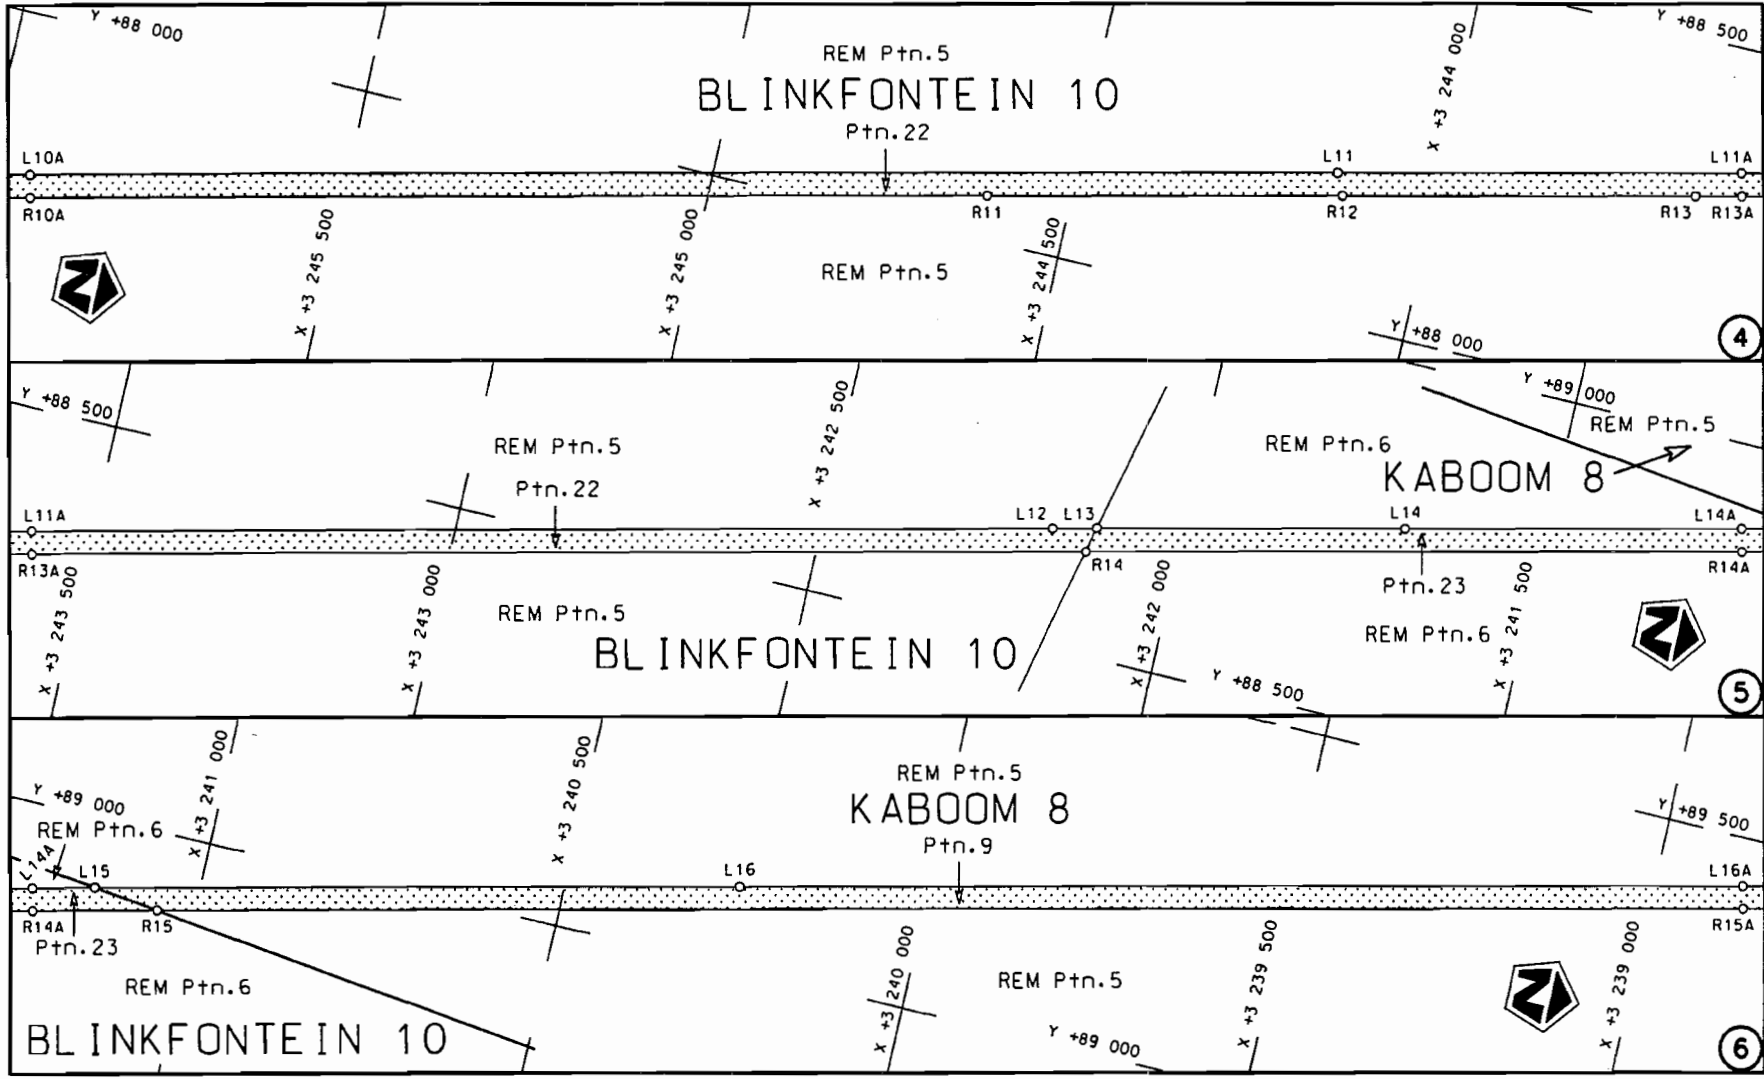 Y +88 000
REM Ptn.5
BLINKFONTEIN 10
Ptn.22
X +3 244 000
Y +88 500
L10A
L11
L11A
R10A
R11
R12
R13
R13A
X +3 245 500
X +3 245 000
REM Ptn.5
X +3 244 500
Y +88 000
Z
4
Y +88 500
REM Ptn.5
Ptn.22
X +3 242 500
REM Ptn.6
Y +89 000
REM Ptn.5
KABOOM 8
L11A
L12
L13
L14
L14A
R13A
R14
R14A
X +3 243 500
X +3 243 000
REM Ptn.5
BLINKFONTEIN 10
X +3 242 000
Y +88 500
Ptn.23
REM Ptn.6
X +3 241 500
Z
5
Y +89 000
REM Ptn.6
X +3 241 000
X +3 240 500
REM Ptn.5
KABOOM 8
Ptn.9
Y +89 500
L14A
L15
L16
L16A
R14A
R15
R15A
Ptn.23
REM Ptn.6
BLINKFONTEIN 10
X +3 240 000
REM Ptn.5
Y +89 000
X +3 239 500
X +3 239 000
Z
6